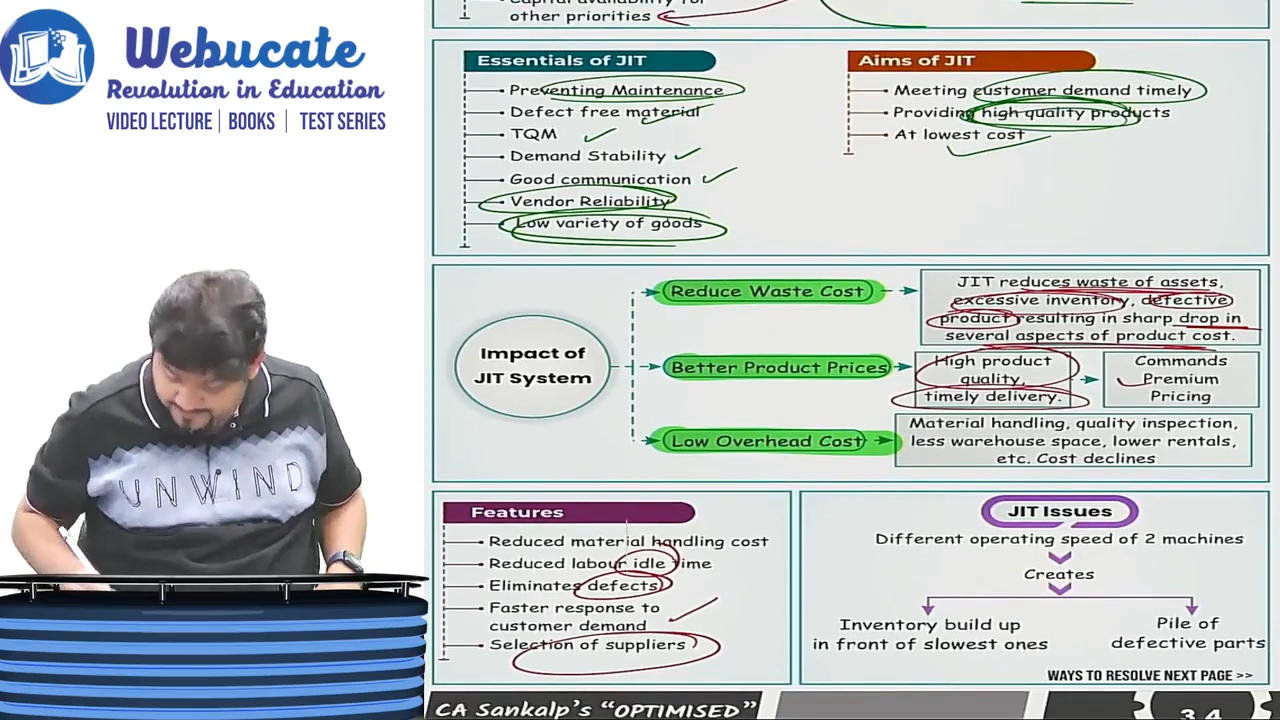 Webucate
Revolution in Education
VIDEO LECTURE | BOOKS | TEST SERIES
other priorities
Essentials of JIT
Preventing Maintenance
Defect free material
TQM
Demand Stability
Good communication
Vendor Reliability
Low variety of goods
Aims of JIT
Meeting customer demand timely
Providing high quality products
At lowest cost
Impact of
JIT System
Reduce Waste Cost
JIT reduces waste of assets,
excessive inventory, defective
product resulting in sharp drop in
several aspects of product cost.
Better Product Prices
High product
quality,
timely delivery.
Commands
Premium
Pricing
Low Overhead Cost
Material handling, quality inspection,
less warehouse space, lower rentals,
etc. Cost declines
Features
Reduced material handling cost
Reduced labour idle time
Eliminates defects
Faster response to
customer demand
Selection of suppliers
JIT Issues
Different operating speed of 2 machines
Creates
Inventory build up
in front of slowest ones
Pile of
defective parts
WAYS TO RESOLVE NEXT PAGE >>
CA Sankalp's "OPTIMISED"
UNWIND